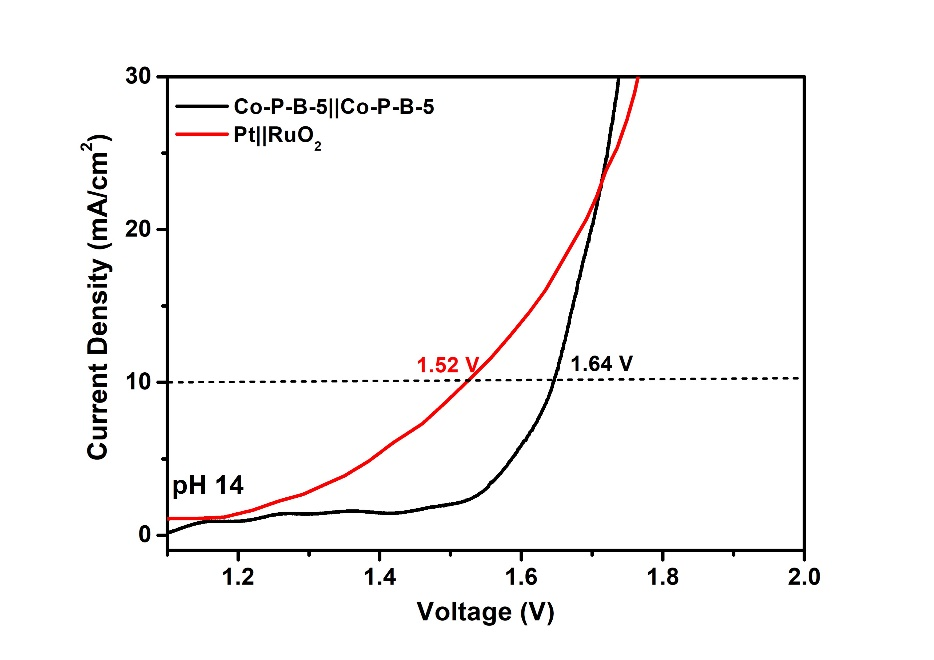 Co-P-B-5||Co-P-B-5
Pt||RuO₂
30
20
10
0
Current Density (mA/cm²)
1.52 V
1.64 V
pH 14
1.2
1.4
1.6
1.8
2.0
Voltage (V)